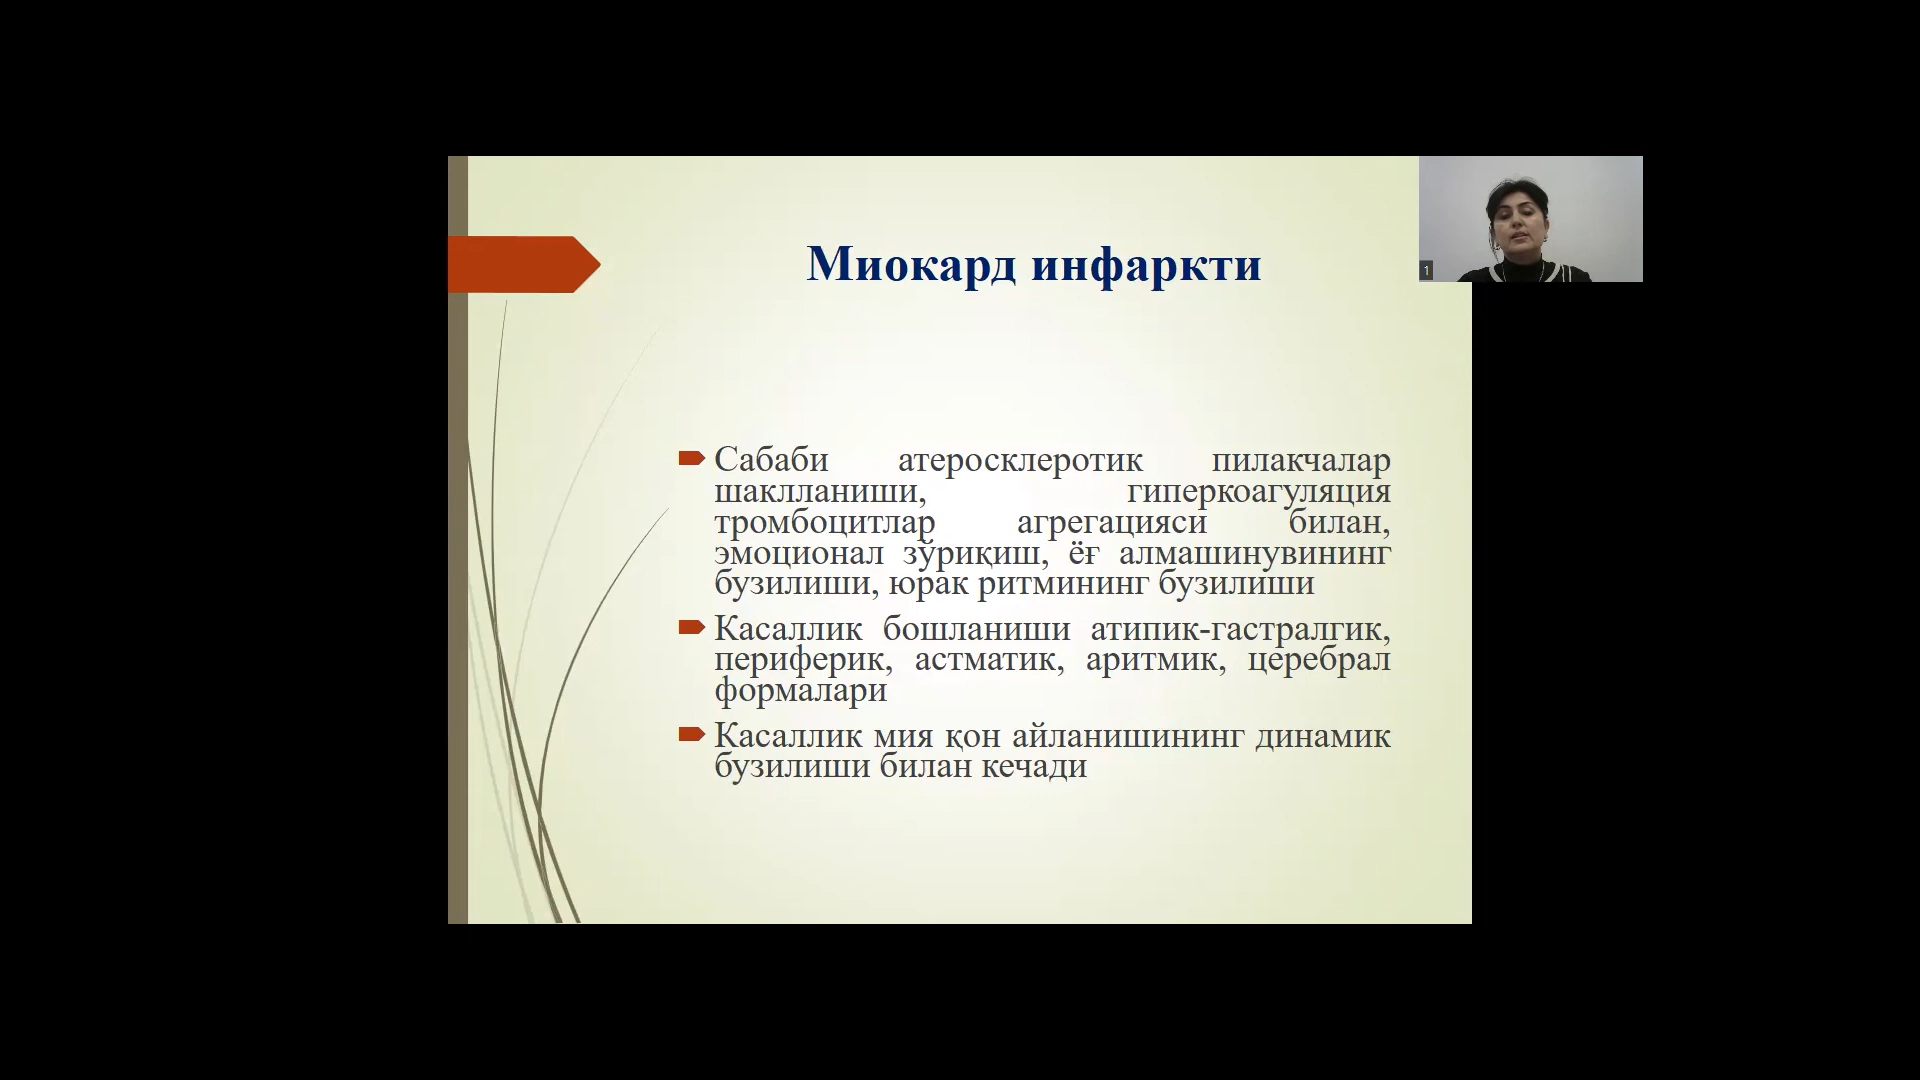 Миокард инфаркти
Сабаби атеросклеротик пилакчалар
шаклланиши, гиперкоагуляция
тромбоцитлар агрегацияси билан,
эмоционал зўриқиш, ёғ алмашинувининг
бузилиши, юрак ритмининг бузилиши
Касаллик бошланиши атипик-гастралгик,
периферик, астматик, аритмик, церебрал
формалари
Касаллик мия қон айланишининг динамик
бузилиши билан кечади
1